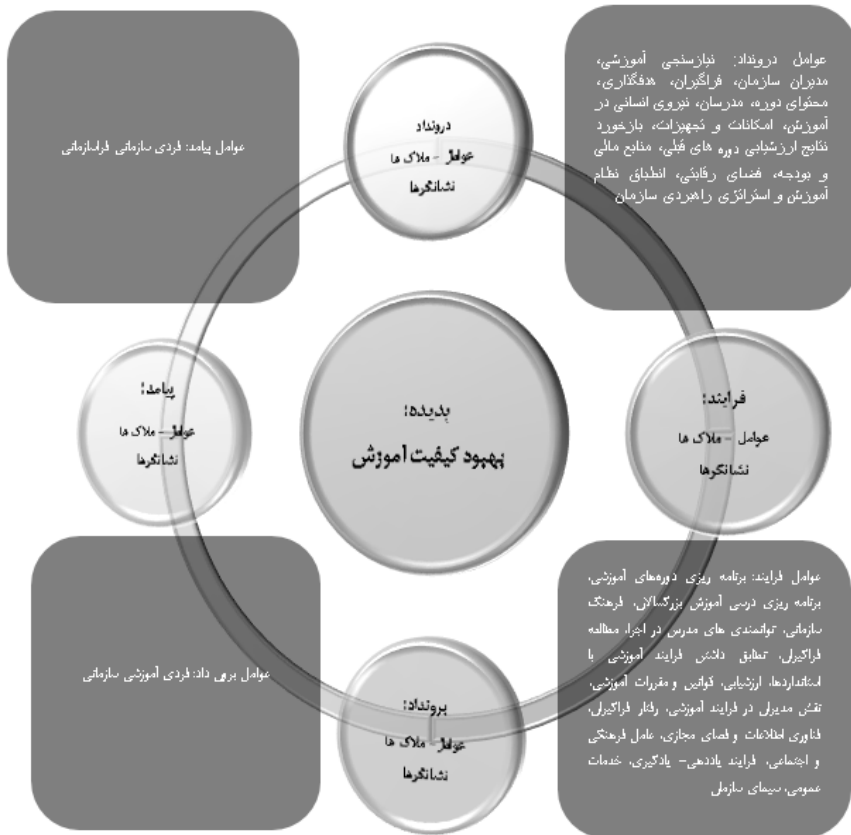 عوامل درونداد: نیازسنجی آموزشی،
مدیران سازمان، فراگیران، هدفگذاری،
محتوای دوره، مدرسان، نیروی انسانی در
آموزش، امکانات و تجهیزات، بازخورد
نتایج ارزشیابی دوره های قبلی، منابع مالی
و بودجه، فضای رقابتی، انطباق نظام
آموزش و استراتژی راهبردی سازمان
درونداد
عوامل - ملاک ها
نشانگرها
عوامل پیامد: فردی سازمانی فراسازمانی
فرایند:
عوامل - ملاک ها
نشانگرها
پدیده:
بهبود کیفیت آموزش
پیامد:
عوامل - ملاک ها
نشانگرها
عوامل فرایند: برنامه ریزی دوره‌های آموزشی،
برنامه ریزی درسی آموزش بزرگسالان، فرهنگ
سازمانی، توانمندی های مدرس در اجرا، مطالعه
فراگیران، تطابق داشتن فرایند آموزشی با
استانداردها، ارزشیابی، قوانین و مقررات آموزشی،
نقش مدیران در فرایند آموزشی، رفتار فراگیران،
فناوری اطلاعات و فضای مجازی، عامل فرهنگی
و اجتماعی، فرایند یاددهی- یادگیری، خدمات
عمومی، سیمای سازمان
برونداد:
عوامل - ملاک ها
نشانگرها
عوامل برون داد: فردی آموزشی سازمانی